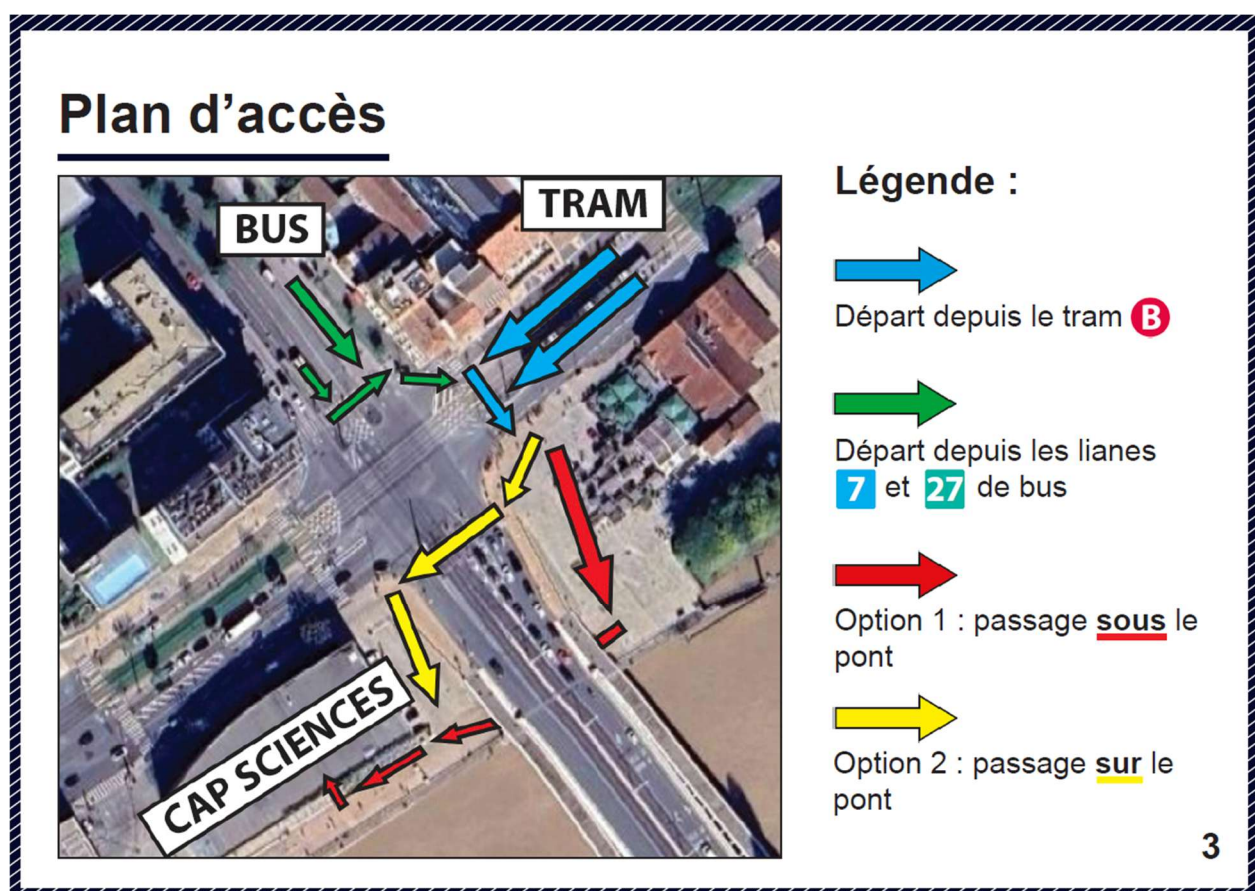 Plan d’accès
BUS
TRAM
CAP SCIENCES
Légende :
Départ depuis le tram B
Départ depuis les lianes
7 et 27 de bus
Option 1 : passage sous le
pont
Option 2 : passage sur le
pont
3